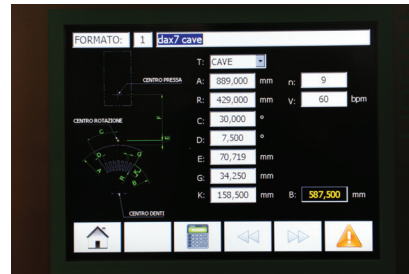 FORMATO: 1 dax7 cave
T: CAVE
CENTRO PRESSA A: 889,000 mm n: 9
R: 429,000 mm V: 60 bpm
CENTRO ROTAZIONE C: 30,000 °
D: 7,500 °
E: 70,719 mm
G: 34,250 mm
K: 158,500 mm B: 587,500 mm
CENTRO DENTI